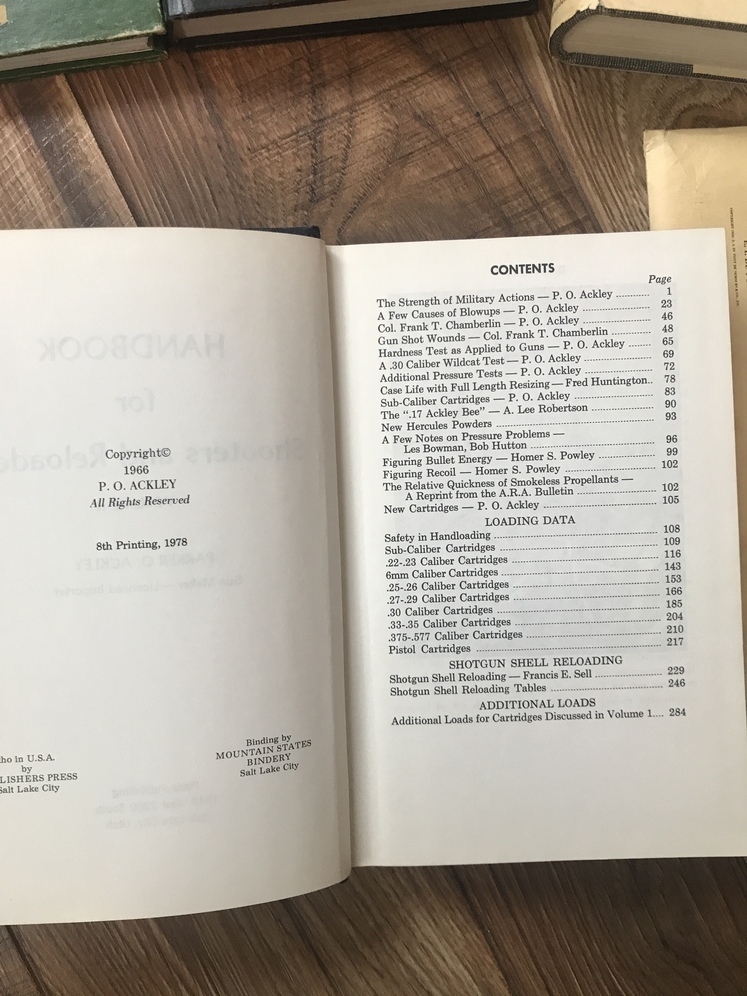 Copyright©
1966
P. O. ACKLEY
All Rights Reserved
8th Printing, 1978
in U.S.A.
by
PRESS
Salt Lake City
Binding by
MOUNTAIN STATES
BINDERY
Salt Lake City
CONTENTS
Page
The Strength of Military Actions — P. O. Ackley ........... 1
A Few Causes of Blowups — P. O. Ackley ........... 23
Col. Frank T. Chamberlin — P. O. Ackley ........... 46
Gun Shot Wounds — Col. Frank T. Chamberlin ........... 48
Hardness Test as Applied to Guns — P. O. Ackley ....... 65
A .30 Caliber Wildcat Test — P. O. Ackley ........... 69
Additional Pressure Tests — P. O. Ackley ........... 72
Case Life with Full Length Resizing — Fred Huntington.. 78
Sub-Caliber Cartridges — P. O. Ackley ........... 83
The ".17 Ackley Bee" — A. Lee Robertson ........... 90
New Hercules Powders ........... 93
A Few Notes on Pressure Problems —
Les Bowman, Bob Hutton ........... 96
Figuring Bullet Energy — Homer S. Powley ........... 99
Figuring Recoil — Homer S. Powley ........... 102
The Relative Quickness of Smokeless Propellants —
A Reprint from the A.R.A. Bulletin ........... 102
New Cartridges — P. O. Ackley ........... 105
LOADING DATA
Safety in Handloading ........... 108
Sub-Caliber Cartridges ........... 109
.22-.23 Caliber Cartridges ........... 116
6mm Caliber Cartridges ........... 143
.25-.26 Caliber Cartridges ........... 153
.27-.29 Caliber Cartridges ........... 166
.30 Caliber Cartridges ........... 185
.33-.35 Caliber Cartridges ........... 204
.375-.577 Caliber Cartridges ........... 210
Pistol Cartridges ........... 217
SHOTGUN SHELL RELOADING
Shotgun Shell Reloading — Francis E. Sell ........... 229
Shotgun Shell Reloading Tables ........... 246
ADDITIONAL LOADS
Additional Loads for Cartridges Discussed in Volume 1.... 284